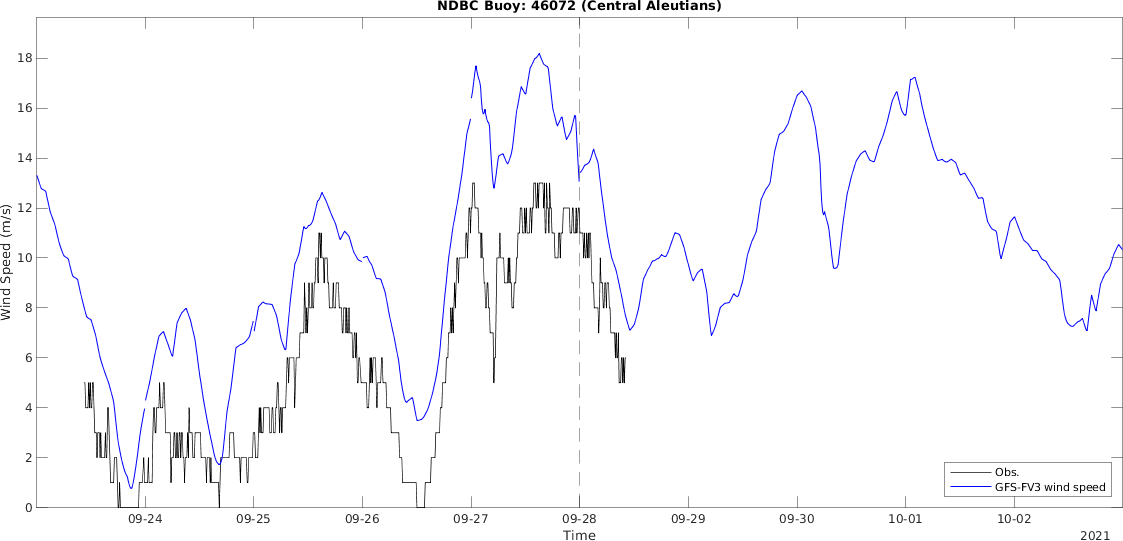 NDBC Buoy: 46072 (Central Aleutians)
Wind Speed (m/s)
18
16
14
12
10
8
6
4
2
0
09-24 09-25 09-26 09-27 09-28 09-29 09-30 10-01 10-02
Time
2021
Obs.
GFS-FV3 wind speed